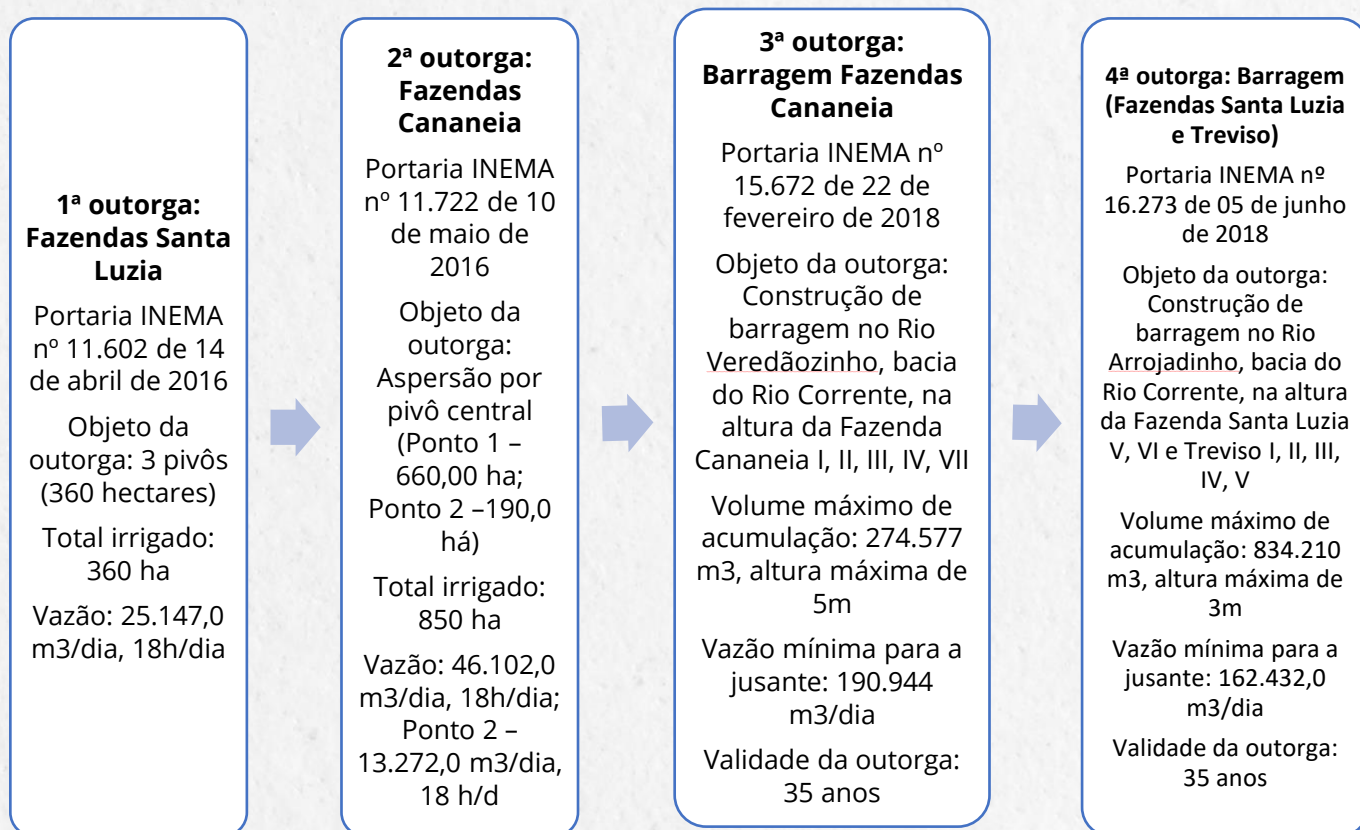 1ª outorga:
Fazendas Santa
Luzia
Portaria INEMA
nº 11.602 de 14
de abril de 2016
Objeto da
outorga: 3 pivôs
(360 hectares)
Total irrigado:
360 ha
Vazão: 25.147,0
m3/dia, 18h/dia
2ª outorga:
Fazendas
Cananeia
Portaria INEMA
nº 11.722 de 10
de maio de
2016
Objeto da
outorga:
Aspersão por
pivô central
(Ponto 1 –
660,00 ha;
Ponto 2 –190,0
há)
Total irrigado:
850 ha
Vazão: 46.102,0
m3/dia, 18h/dia;
Ponto 2 –
13.272,0 m3/dia,
18 h/d
3ª outorga:
Barragem Fazendas
Cananeia
Portaria INEMA nº
15.672 de 22 de
fevereiro de 2018
Objeto da outorga:
Construção de
barragem no Rio
Veredãozinho, bacia
do Rio Corrente, na
altura da Fazenda
Cananeia I, II, III, IV, VII
Volume máximo de
acumulação: 274.577
m3, altura máxima de
5m
Vazão mínima para a
jusante: 190.944
m3/dia
Validade da outorga:
35 anos
4ª outorga: Barragem
(Fazendas Santa Luzia
e Treviso)
Portaria INEMA nº
16.273 de 05 de junho
de 2018
Objeto da outorga:
Construção de
barragem no Rio
Arrojadinho, bacia do
Rio Corrente, na altura
da Fazenda Santa Luzia
V, VI e Treviso I, II, III,
IV, V
Volume máximo de
acumulação: 834.210
m3, altura máxima de
3m
Vazão mínima para a
jusante: 162.432,0
m3/dia
Validade da outorga:
35 anos